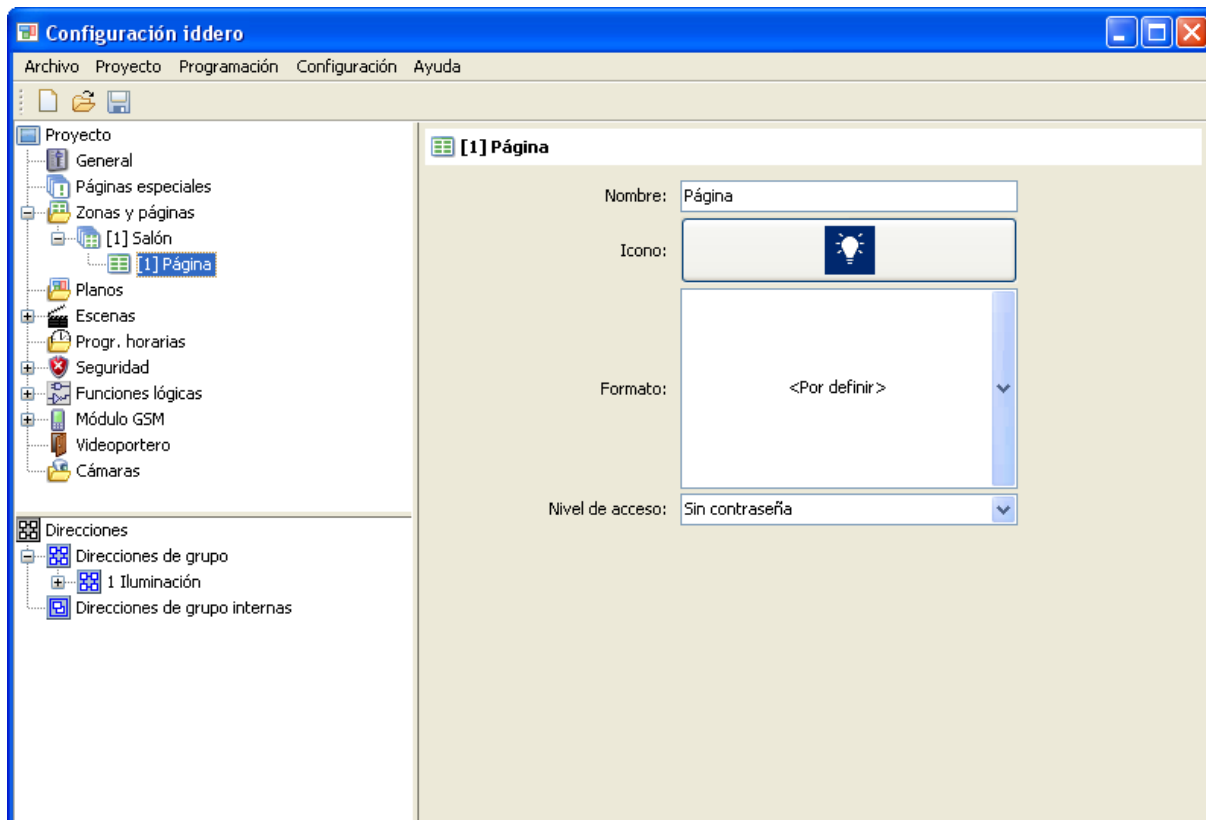 Configuración iddero
Archivo Proyecto Programación Configuración Ayuda
Proyecto
General
Páginas especiales
Zonas y páginas
[1] Salón
[1] Página
Planos
Escenas
Progr. horarias
Seguridad
Funciones lógicas
Módulo GSM
Videoportero
Cámaras
Direcciones
Direcciones de grupo
1 Iluminación
Direcciones de grupo internas
[1] Página
Nombre: Página
Icono:
Formato: <Por definir>
Nivel de acceso: Sin contraseña